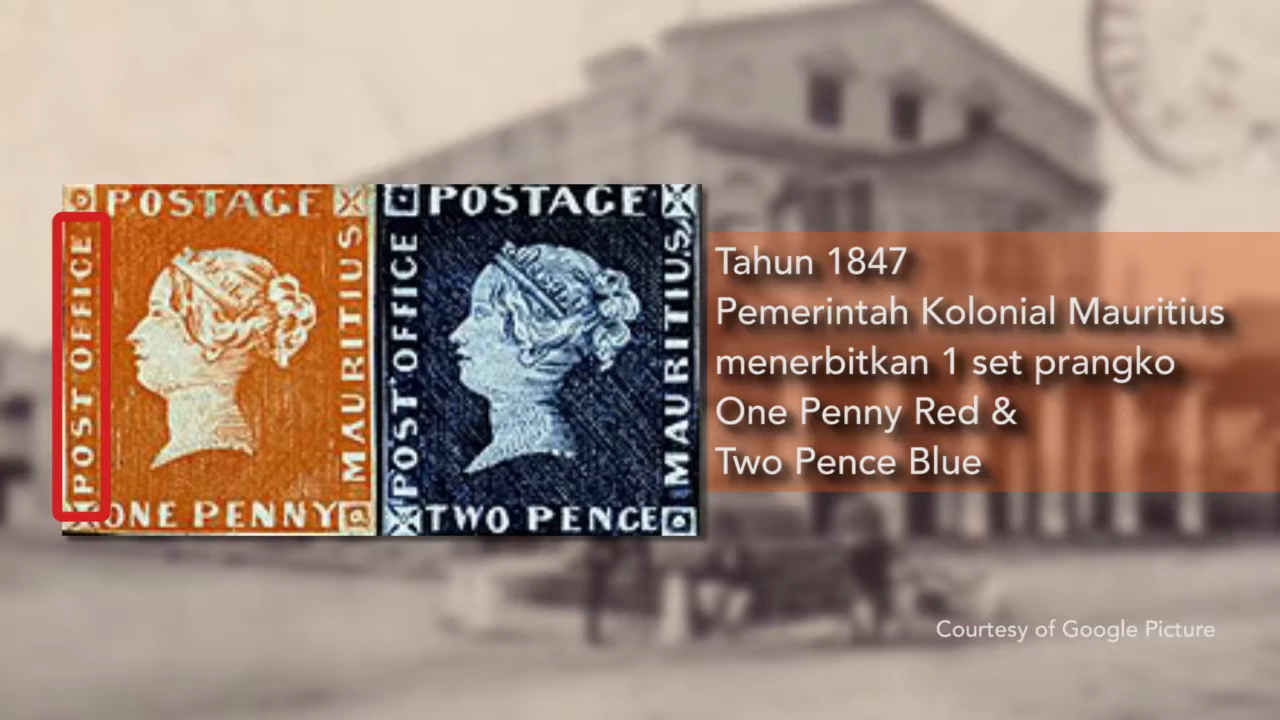 POSTAGE
POST OFFICE
MAURITIUS
ONE PENNY
POSTAGE
POST OFFICE
MAURITIUS
TWO PENCE
Tahun 1847
Pemerintah Kolonial Mauritius
menerbitkan 1 set prangko
One Penny Red &
Two Pence Blue
Courtesy of Google Picture